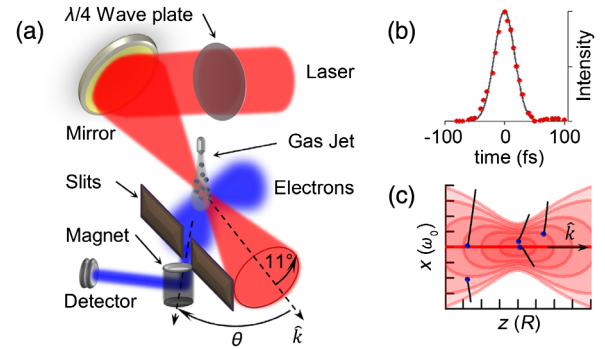 (a)
λ/4 Wave plate
Laser
Mirror
Gas Jet
Slits
Electrons
Magnet
11°
Detector
θ
k̂
(b)
Intensity
-100 0 100
time (fs)
(c)
x (ω₀)
k̂
z (R)